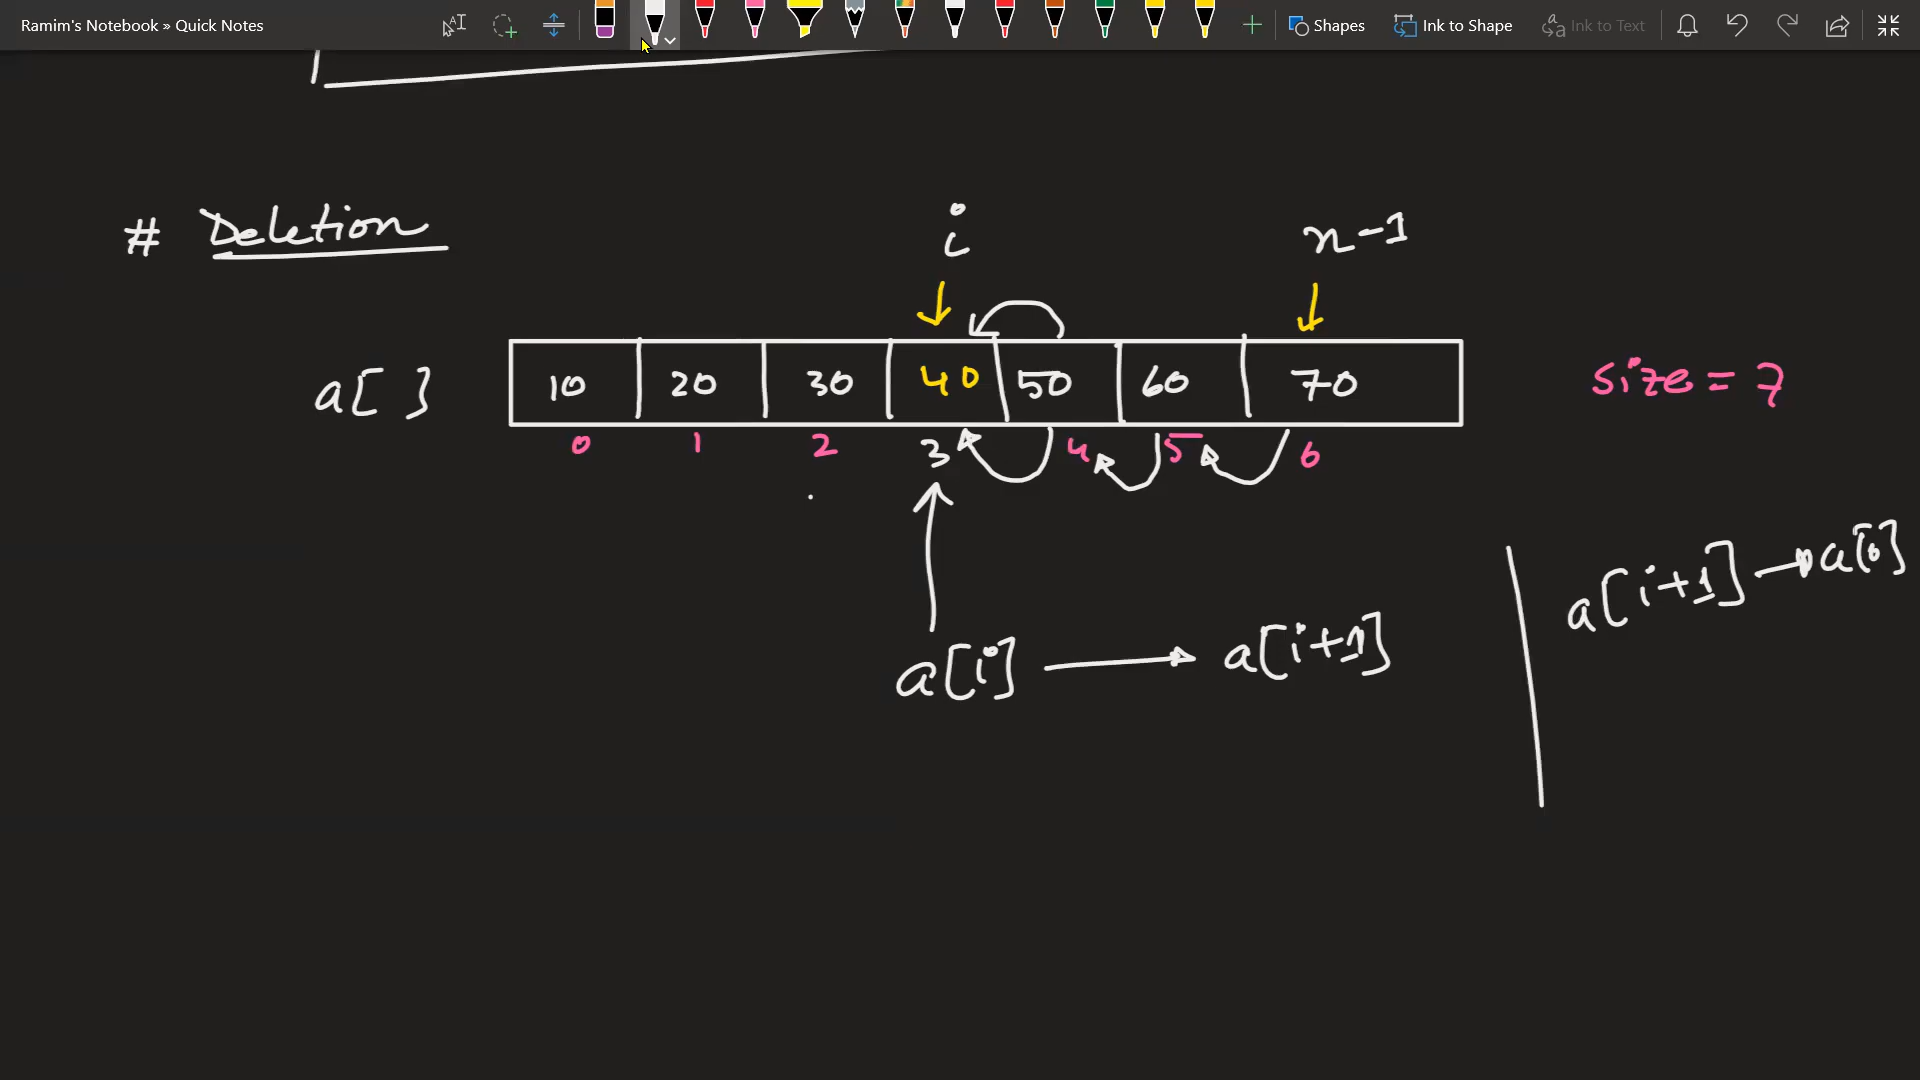 Ramim's Notebook » Quick Notes
Shapes
Ink to Shape
Ink to Text
# Deletion
i
n-1
a[ ]
10 20 30 40 50 60 70
size = 7
0 1 2 3 4 5 6
a[i+1] → a[i]
a[i] → a[i+1]